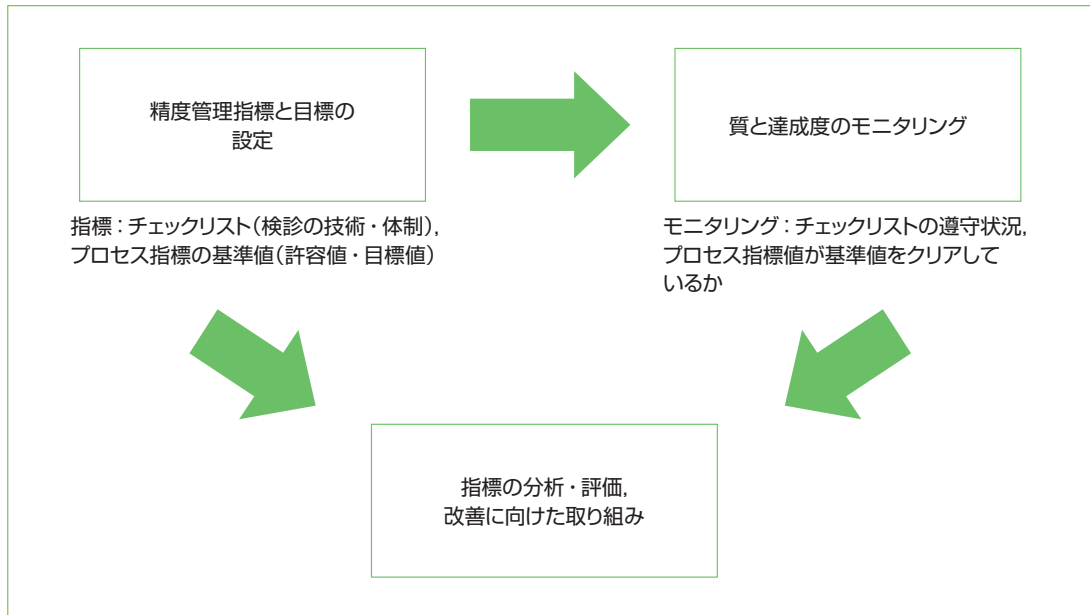 精度管理指標と目標の
設定
質と達成度のモニタリング
指標：チェックリスト（検診の技術・体制），
プロセス指標の基準値（許容値・目標値）
モニタリング：チェックリストの遵守状況，
プロセス指標値が基準値をクリアして
いるか
指標の分析・評価，
改善に向けた取り組み